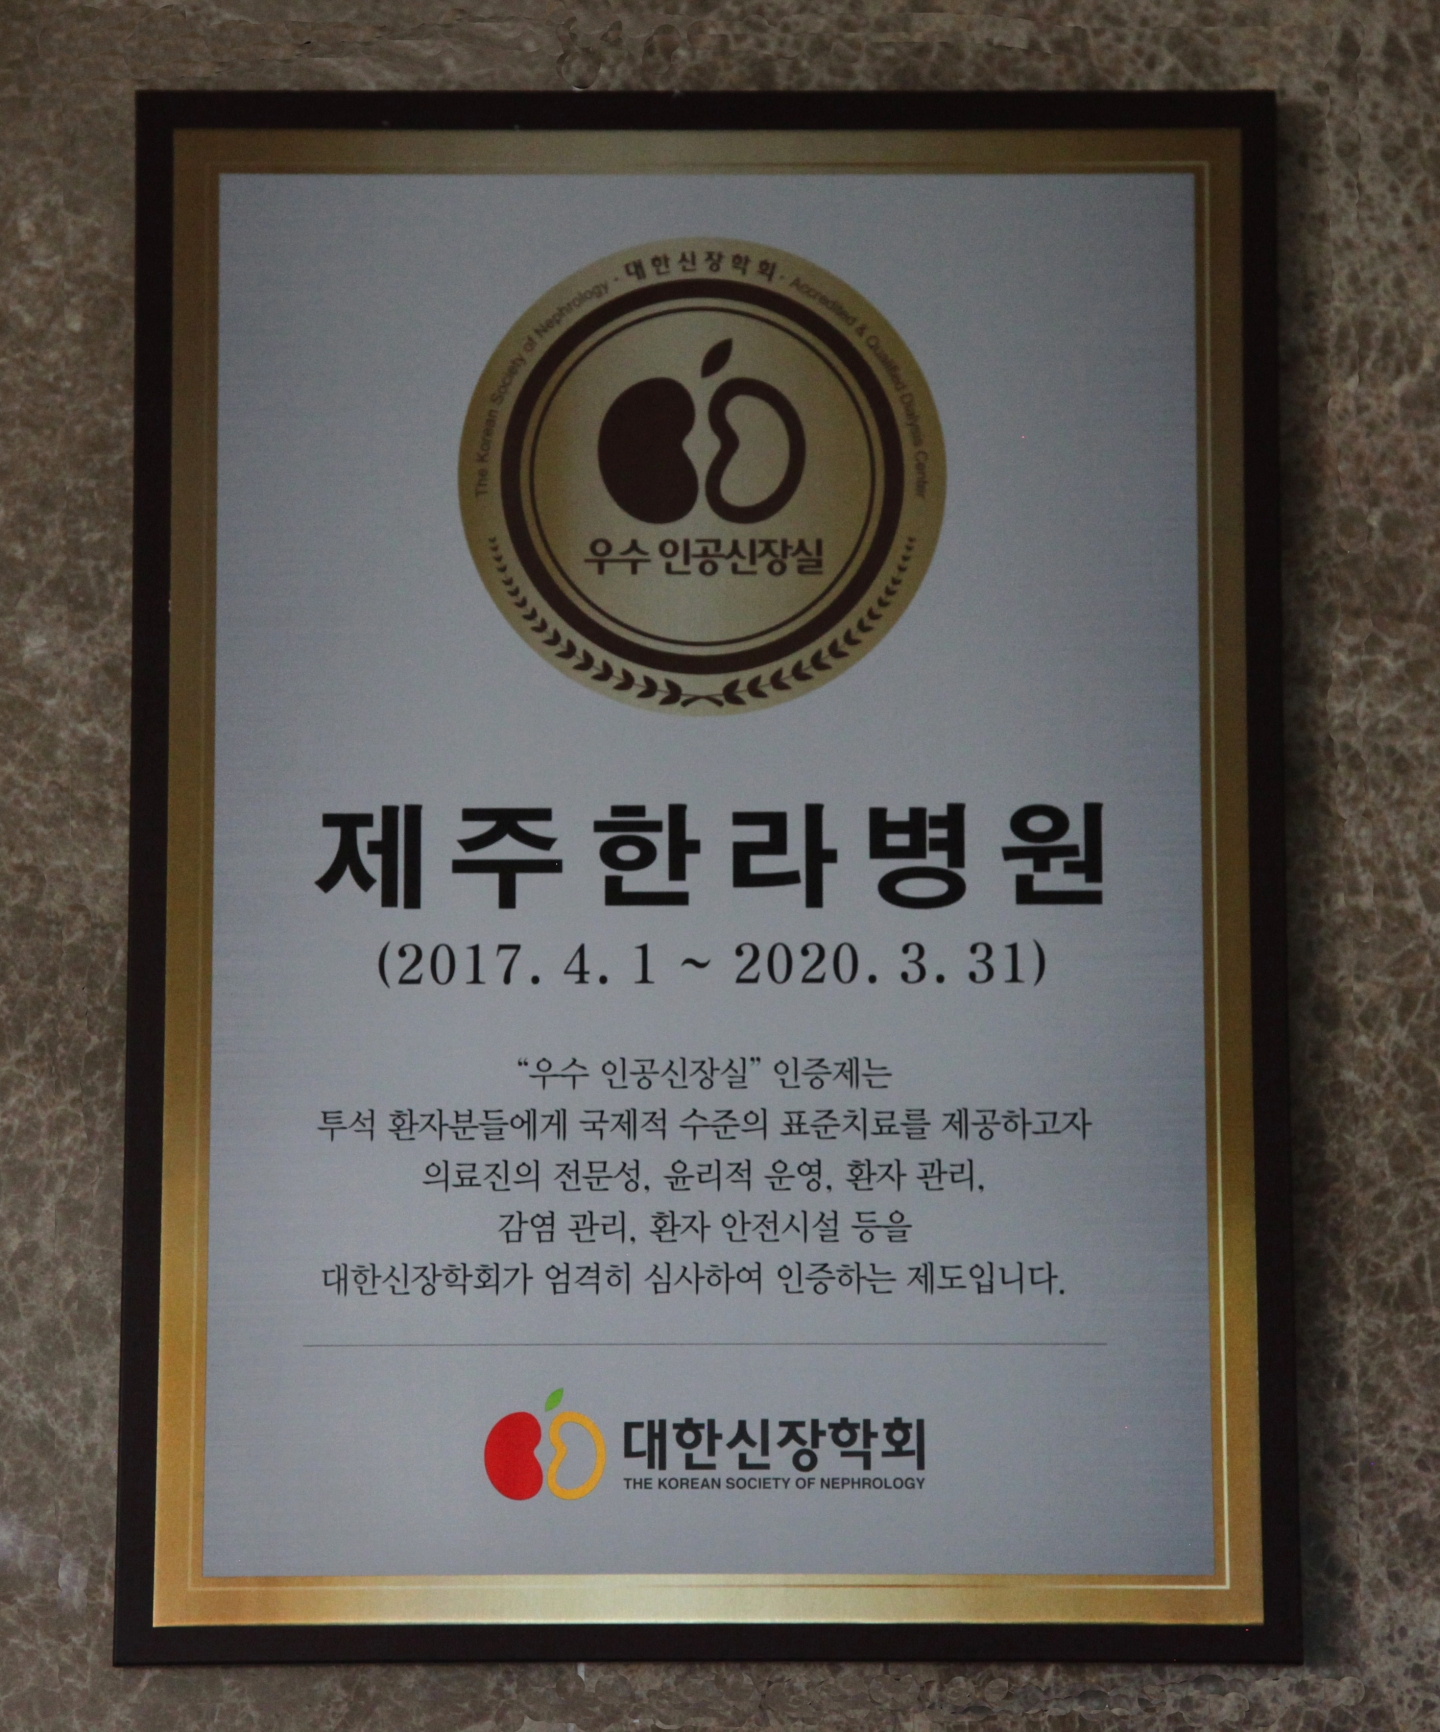 The Korean Society of Nephrology · 대한신장학회 · Accredited & Qualified Dialysis Center
우수 인공신장실
제주한라병원
(2017. 4. 1 ~ 2020. 3. 31)
“우수 인공신장실” 인증제는
투석 환자분들에게 국제적 수준의 표준치료를 제공하고자
의료진의 전문성, 윤리적 운영, 환자 관리,
감염 관리, 환자 안전시설 등을
대한신장학회가 엄격히 심사하여 인증하는 제도입니다.
대한신장학회
THE KOREAN SOCIETY OF NEPHROLOGY